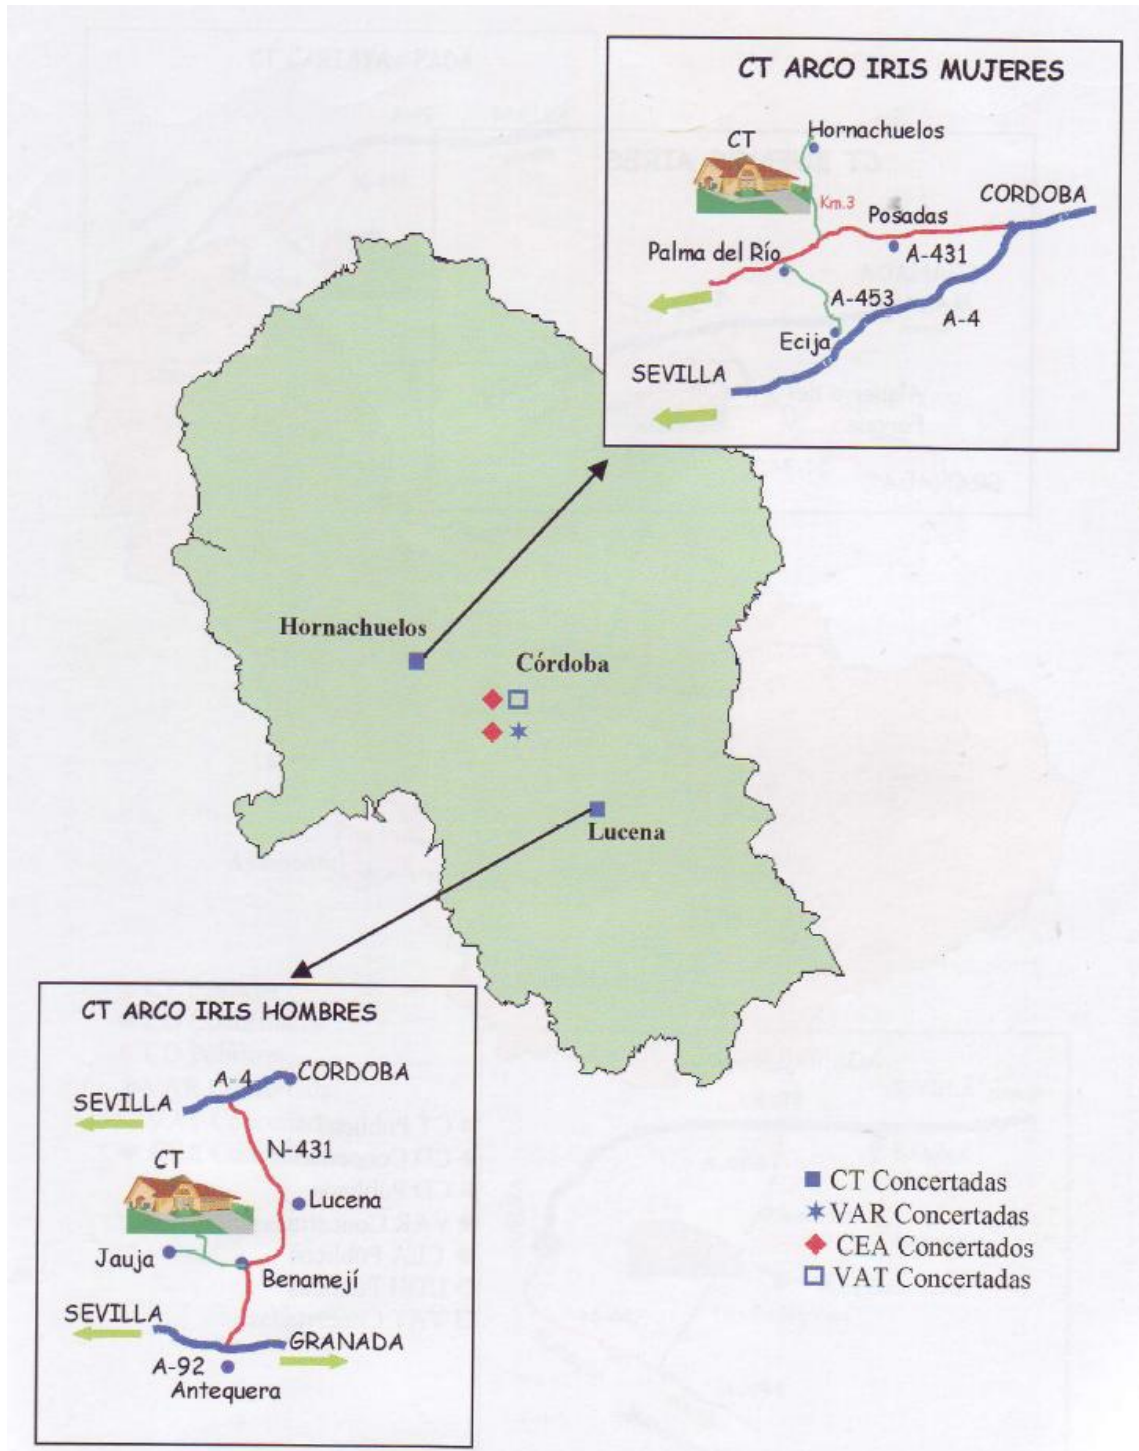 CT ARCO IRIS MUJERES
Hornachuelos
CT
Km.3
CORDOBA
Posadas
Palma del Río
A-431
A-453
A-4
Ecija
SEVILLA
Hornachuelos
Córdoba
Lucena
CT ARCO IRIS HOMBRES
A-4
CORDOBA
SEVILLA
N-431
CT
Lucena
Jauja
Benamejí
SEVILLA
GRANADA
A-92
Antequera
CT Concertadas
VAR Concertadas
CEA Concertados
VAT Concertadas